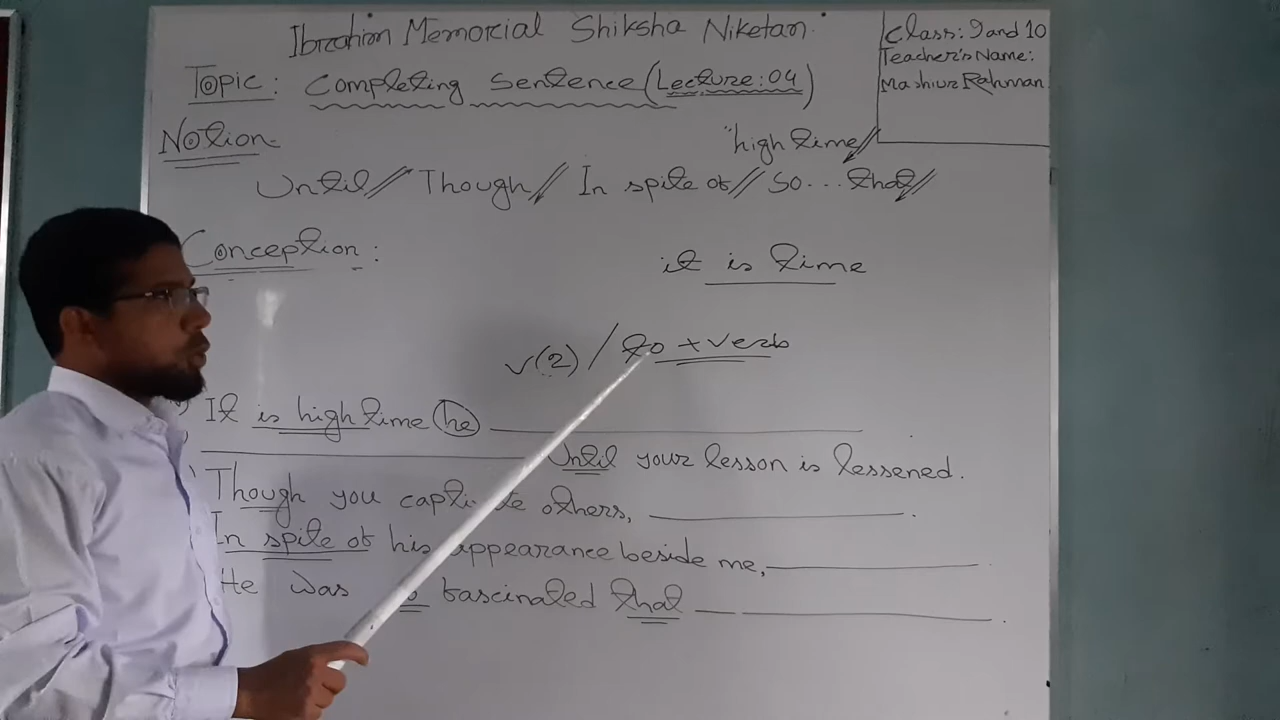 Ibrahim Memorial Shiksha Niketan.
Class: 9 and 10
Teacher's Name:
Mashiur Rahman
Topic: Completing Sentence (Lecture: 04)
Notion-
"high time//
Until// Though// In spite of// So...that//
Conception:
it is time
v(2) / to + verb
It is high time he
Until your lesson is lessened.
Though you others,
In spite of his appearance beside me,
He was fascinated that